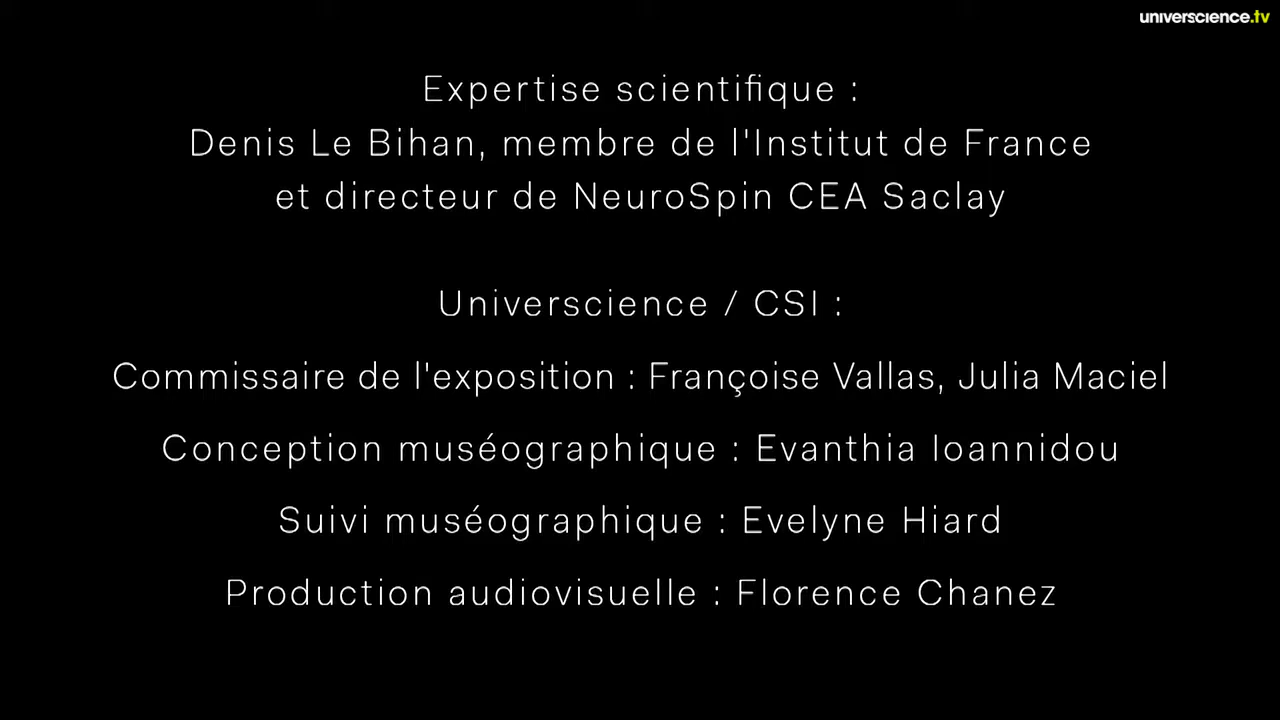 universcience.tv
Expertise scientifique :
Denis Le Bihan, membre de l'Institut de France
et directeur de NeuroSpin CEA Saclay
Universcience / CSI :
Commissaire de l'exposition : Françoise Vallas, Julia Maciel
Conception muséographique : Evanthia Ioannidou
Suivi muséographique : Evelyne Hiard
Production audiovisuelle : Florence Chanez